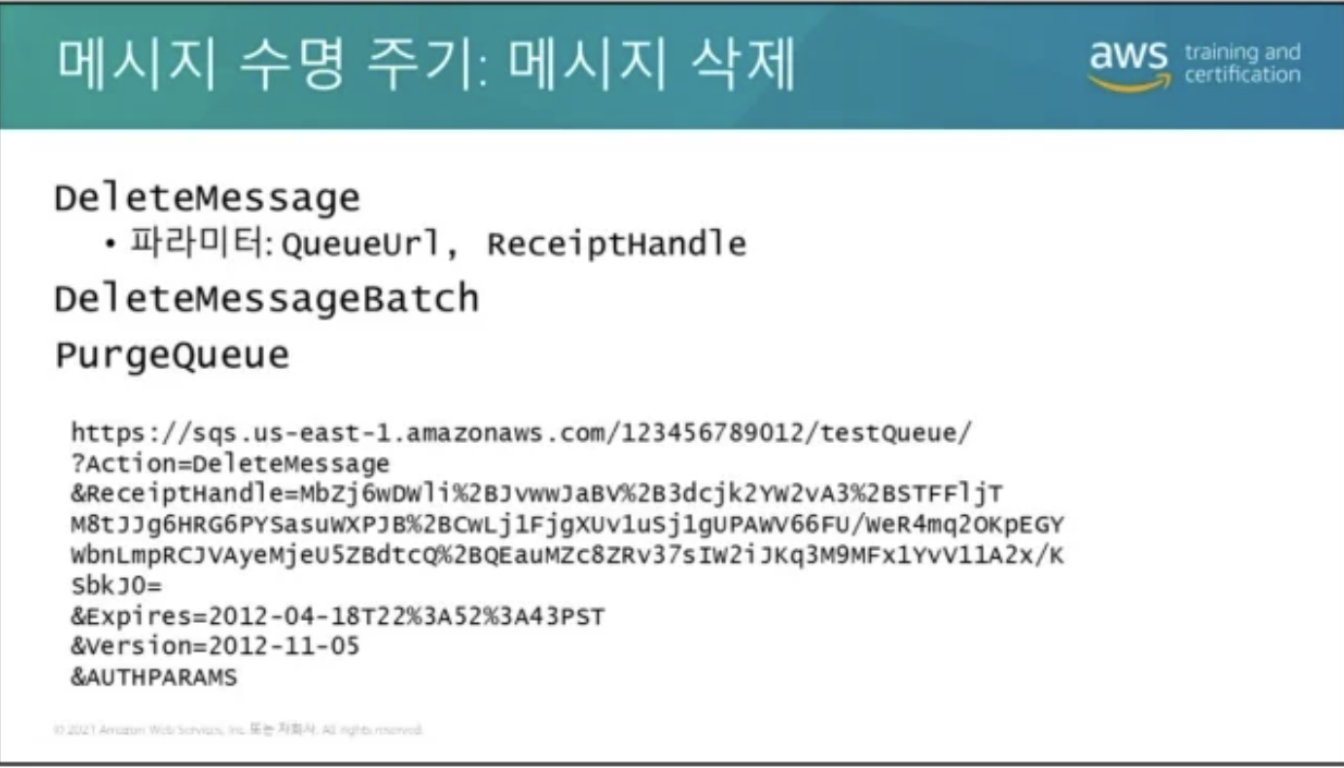 메시지 수명 주기: 메시지 삭제
aws training and
certification
DeleteMessage
• 파라미터: QueueUrl, ReceiptHandle
DeleteMessageBatch
PurgeQueue
https://sqs.us-east-1.amazonaws.com/123456789012/testQueue/
?Action=DeleteMessage
&ReceiptHandle=MbZj6wDWli%2BJvwwJaBV%2B3dcjk2YW2vA3%2BSTFFljT
M8tJJg6HRG6PYSasuWXPJB%2BCwLj1FjgXUv1uSj1gUPAWV66FU/WeR4mq2OKpEGY
WbnLmpRCJVAyeMjeU5ZBdtcQ%2BQEauMZc8ZRv37sIW2iJKq3M9MFx1YvV11A2x/K
SbkJ0=
&Expires=2012-04-18T22%3A52%3A43PST
&Version=2012-11-05
&AUTHPARAMS
© 2021 Amazon Web Services, Inc. 또는 자회사. All rights reserved.